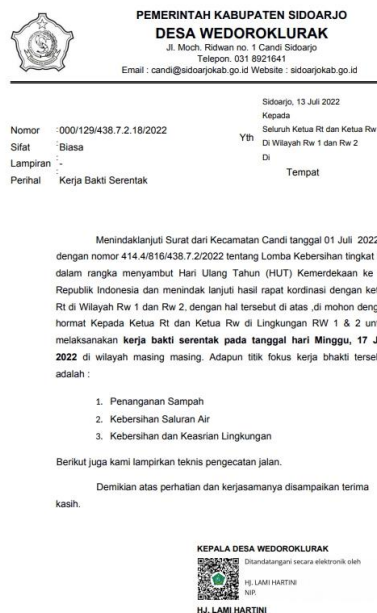 PEMERINTAH KABUPATEN SIDOARJO
DESA WEDOROKLURAK
Jl. Moch. Ridwan no. 1 Candi Sidoarjo
Telepon. 031 8921641
Email : candi@sidoarjokab.go.id Website : sidoarjokab.go.id
Sidoarjo, 13 Juli 2022
Kepada
Yth Seluruh Ketua Rt dan Ketua Rw
Di Wilayah Rw 1 dan Rw 2
Di
Tempat
Nomor :000/129/438.7.2.18/2022
Sifat :Biasa
Lampiran :-
Perihal :Kerja Bakti Serentak
Menindaklanjuti Surat dari Kecamatan Candi tanggal 01 Juli 2022
dengan nomor 414.4/816/438.7.2/2022 tentang Lomba Kebersihan tingkat
dalam rangka menyambut Hari Ulang Tahun (HUT) Kemerdekaan ke
Republik Indonesia dan menindak lanjuti hasil rapat kordinasi dengan ket
Rt di Wilayah Rw 1 dan Rw 2, dengan hal tersebut di atas ,di mohon deng
hormat Kepada Ketua Rt dan Ketua Rw di Lingkungan RW 1 & 2 unt
melaksanakan kerja bakti serentak pada tanggal hari Minggu, 17 J
2022 di wilayah masing masing. Adapun titik fokus kerja bhakti terseb
adalah :
1. Penanganan Sampah
2. Kebersihan Saluran Air
3. Kebersihan dan Keasrian Lingkungan
Berikut juga kami lampirkan teknis pengecatan jalan.
Demikian atas perhatian dan kerjasamanya disampaikan terima
kasih.
KEPALA DESA WEDOROKLURAK
Ditandatangani secara elektronik oleh
HJ. LAMI HARTINI
NIP.
HJ. LAMI HARTINI